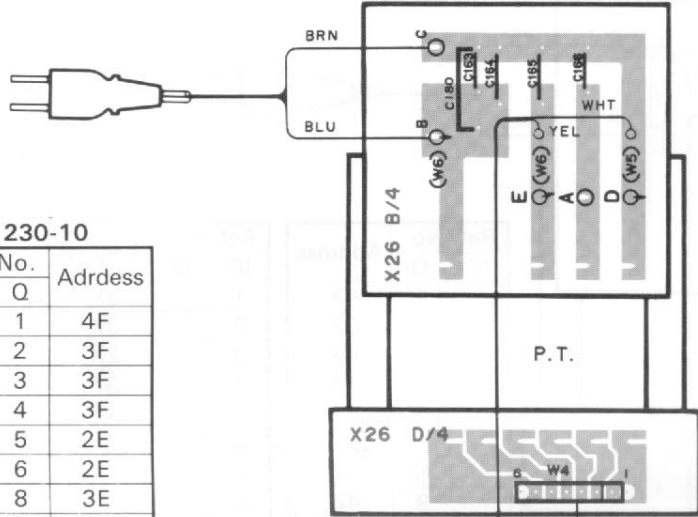 BRN
BLU
C
B
(W6)
C180
C163
C164
C165
C166
WHT
YEL
(W6)
(W5)
E
A
D
X26 B/4
P.T.
X26 D/4
W4
6
1
230-10
No. Adrdess
Q
1 4F
2 3F
3 3F
4 3F
5 2E
6 2E
8 3E